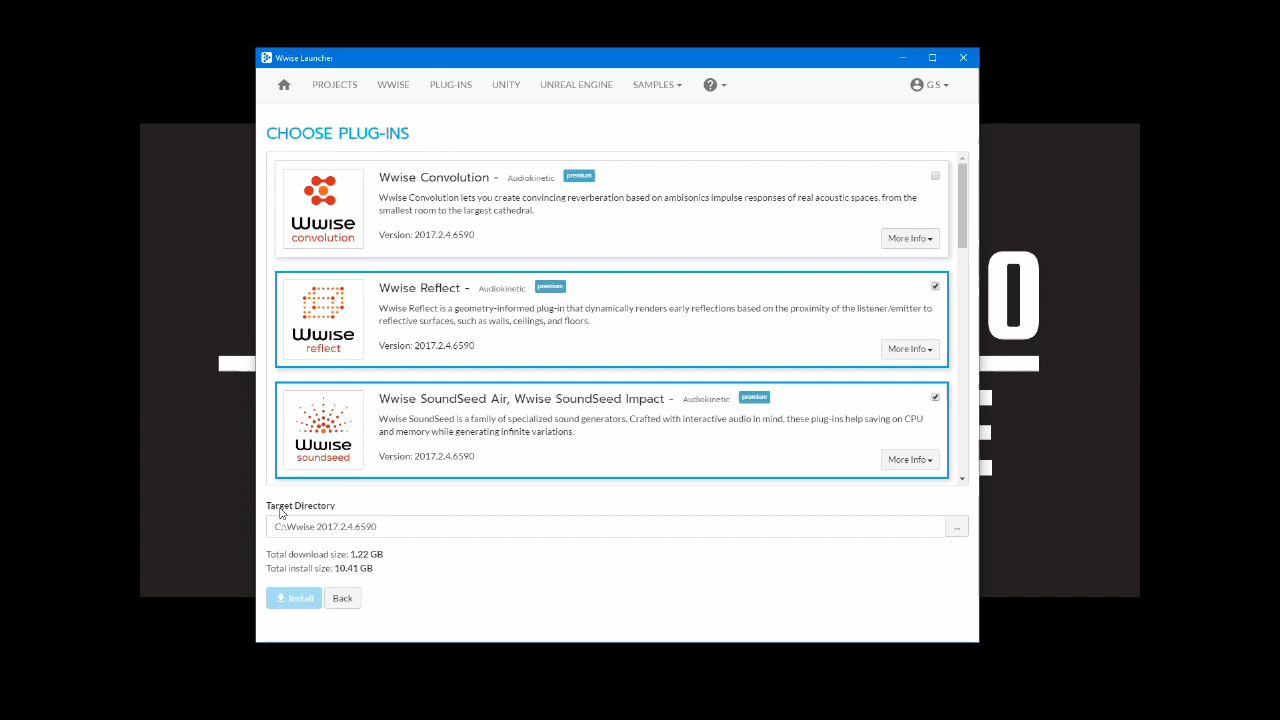 Wwise Launcher
PROJECTS WWISE PLUG-INS UNITY UNREAL ENGINE SAMPLES ? G S
CHOOSE PLUG-INS
Wwise Convolution - Audiokinetic premium
Wwise Convolution lets you create convincing reverberation based on ambisonics impulse responses of real acoustic spaces, from the
smallest room to the largest cathedral.
Wwise
convolution
Version: 2017.2.4.6590
More Info
Wwise Reflect - Audiokinetic premium
Wwise Reflect is a geometry-informed plug-in that dynamically renders early reflections based on the proximity of the listener/emitter to
reflective surfaces, such as walls, ceilings, and floors.
Wwise
reflect
Version: 2017.2.4.6590
More Info
Wwise SoundSeed Air, Wwise SoundSeed Impact - Audiokinetic premium
Wwise SoundSeed is a family of specialized sound generators. Crafted with interactive audio in mind, these plug-ins help saving on CPU
and memory while generating infinite variations.
Wwise
soundseed
Version: 2017.2.4.6590
More Info
Target Directory
C:\Wwise 2017.2.4.6590
...
Total download size: 1.22 GB
Total install size: 10.41 GB
Install Back